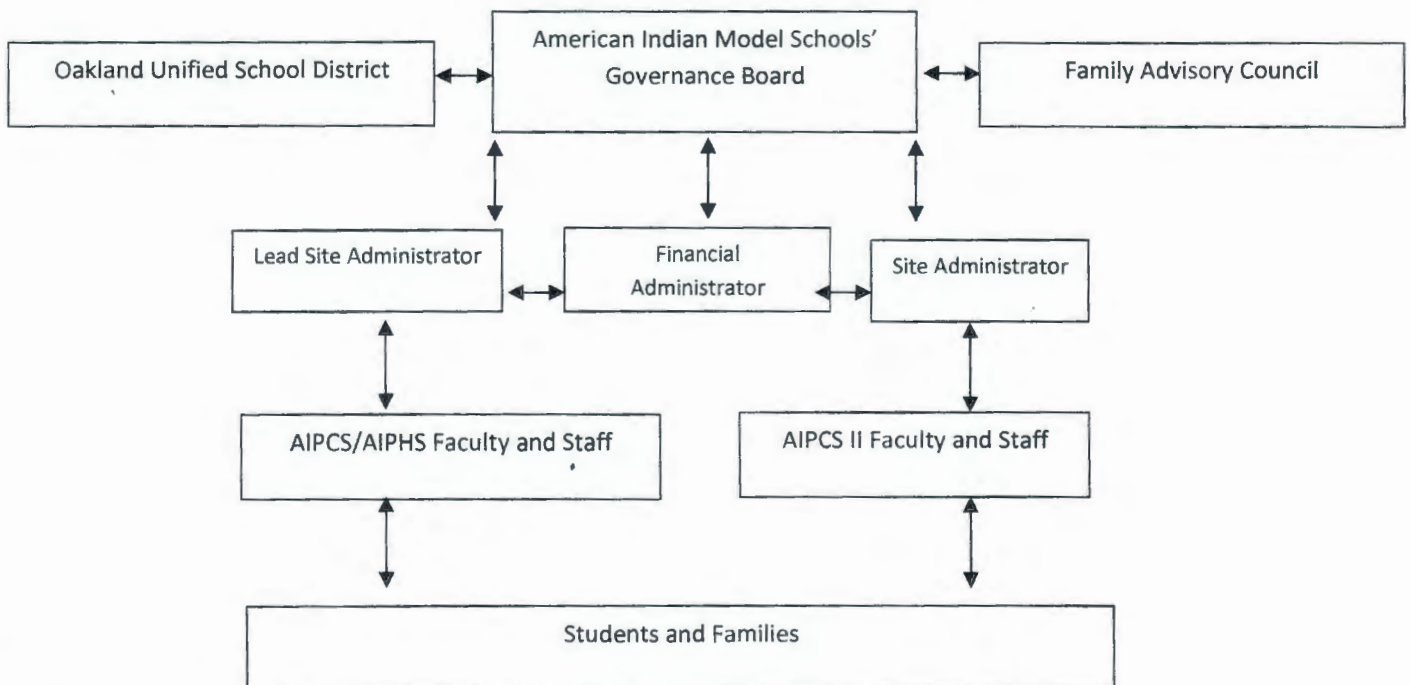 Oakland Unified School District
American Indian Model Schools'
Governance Board
Family Advisory Council
Lead Site Administrator
Financial
Administrator
Site Administrator
AIPCS/AIPHS Faculty and Staff
AIPCS II Faculty and Staff
Students and Families